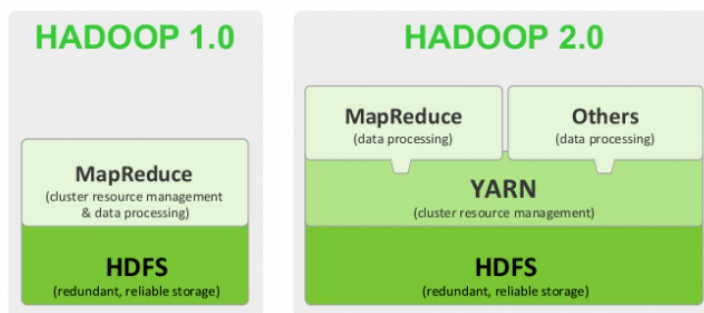 HADOOP 1.0
MapReduce
(cluster resource management
& data processing)
HDFS
(redundant, reliable storage)
HADOOP 2.0
MapReduce
(data processing)
Others
(data processing)
YARN
(cluster resource management)
HDFS
(redundant, reliable storage)